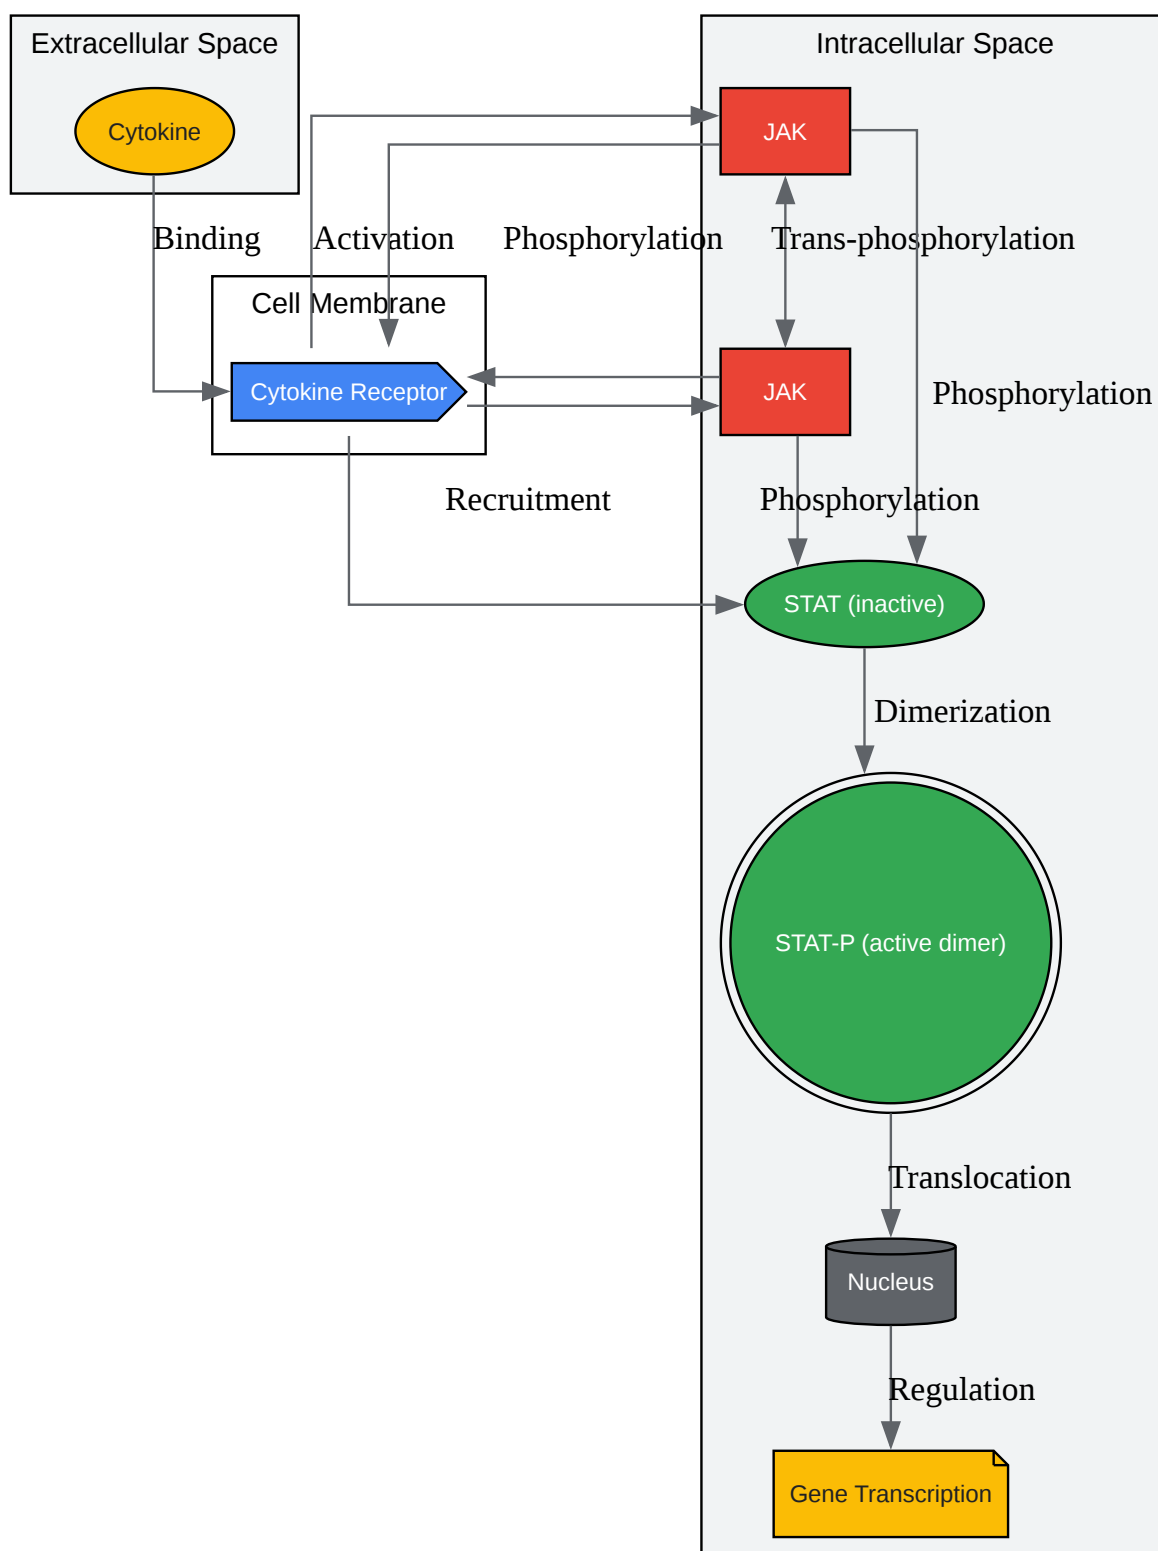 Extracellular Space
Intracellular Space
Cytokine
JAK
Binding
Activation
Phosphorylation
Trans-phosphorylation
Cell Membrane
Cytokine Receptor
JAK
Phosphorylation
Recruitment
Phosphorylation
STAT (inactive)
Dimerization
STAT-P (active dimer)
Translocation
Nucleus
Regulation
Gene Transcription